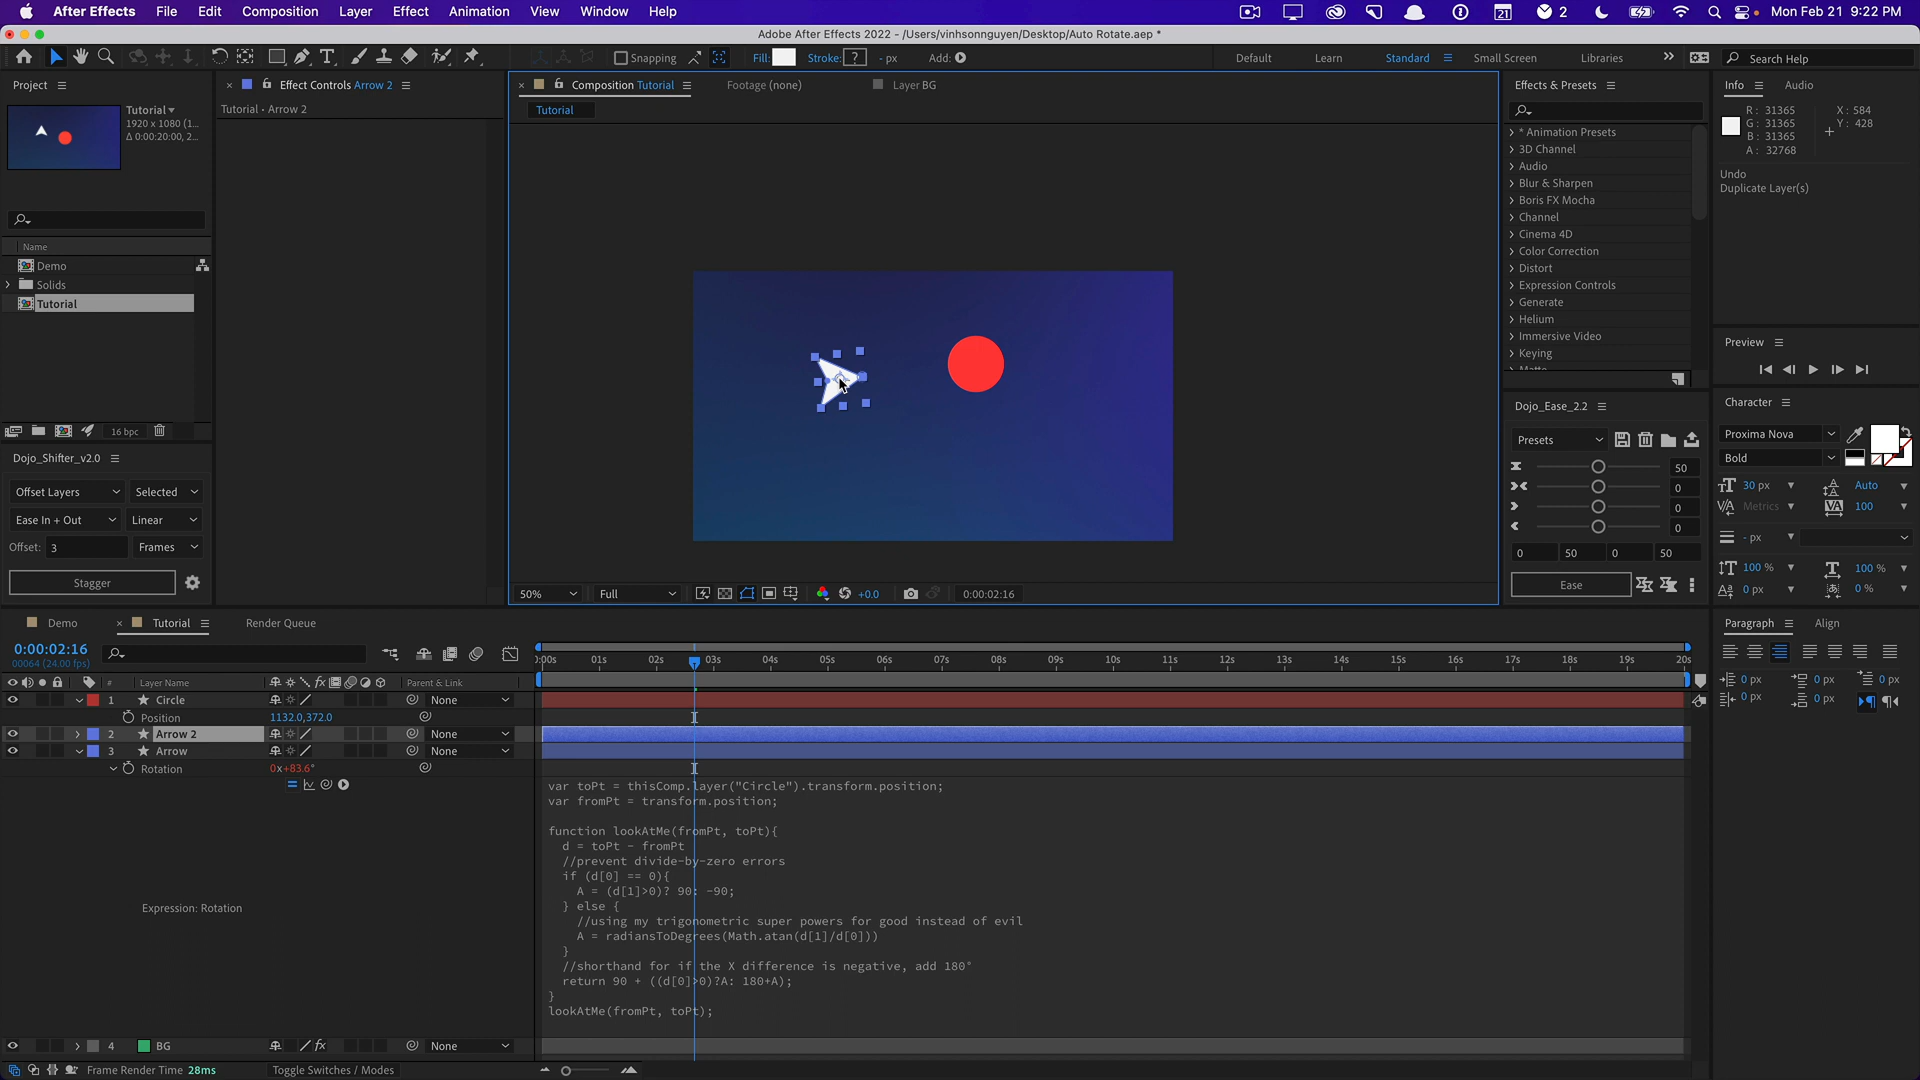 After Effects File Edit Composition Layer Effect Animation View Window Help
2 Mon Feb 21 9:22 PM
Adobe After Effects 2022 - /Users/vinhsonnguyen/Desktop/Auto Rotate.aep *
Snapping Fill: Stroke: ? - px Add: Default Learn Standard Small Screen Libraries Search Help
Project
Tutorial
1920 x 1080 (1...
Δ 0:00:20:00, 2...
Name
Demo
Solids
Tutorial
16 bpc
Dojo_Shifter_v2.0
Offset Layers Selected
Ease In + Out Linear
Offset: 3 Frames
Stagger
Effect Controls Arrow 2
Tutorial • Arrow 2
Composition Tutorial Footage (none) Layer BG
Tutorial
50% Full +0.0 0:00:02:16
Effects & Presets
* Animation Presets
3D Channel
Audio
Blur & Sharpen
Boris FX Mocha
Channel
Cinema 4D
Color Correction
Distort
Expression Controls
Generate
Helium
Immersive Video
Keying
Matte
Dojo_Ease_2.2
Presets
50
0
0
0
0 50 0 50
Ease
Info Audio
R: 31365 X: 584
G: 31365 Y: 428
B: 31365
A: 32768
Undo
Duplicate Layer(s)
Preview
Character
Proxima Nova
Bold
30 px Auto
Metrics 100
- px
100 % 100 %
0 px 0 %
Paragraph Align
0 px 0 px 0 px
0 px 0 px
Demo Tutorial Render Queue
0:00:02:16
00064 (24.00 fps)
0:00s 01s 02s 03s 04s 05s 06s 07s 08s 09s 10s 11s 12s 13s 14s 15s 16s 17s 18s 19s 20s
# Layer Name fx Parent & Link
1 Circle None
Position 1132.0,372.0
2 Arrow 2 None
3 Arrow None
Rotation 0x+83.6°
Expression: Rotation
var toPt = thisComp.layer("Circle").transform.position;
var fromPt = transform.position;
function lookAtMe(fromPt, toPt){
d = toPt - fromPt
//prevent divide-by-zero errors
if (d[0] == 0){
A = (d[1]>0)? 90: -90;
} else {
//using my trigonometric super powers for good instead of evil
A = radiansToDegrees(Math.atan(d[1]/d[0]))
}
//shorthand for if the X difference is negative, add 180°
return 90 + ((d[0]>0)?A: 180+A);
}
lookAtMe(fromPt, toPt);
4 BG fx None
Frame Render Time 28ms Toggle Switches / Modes